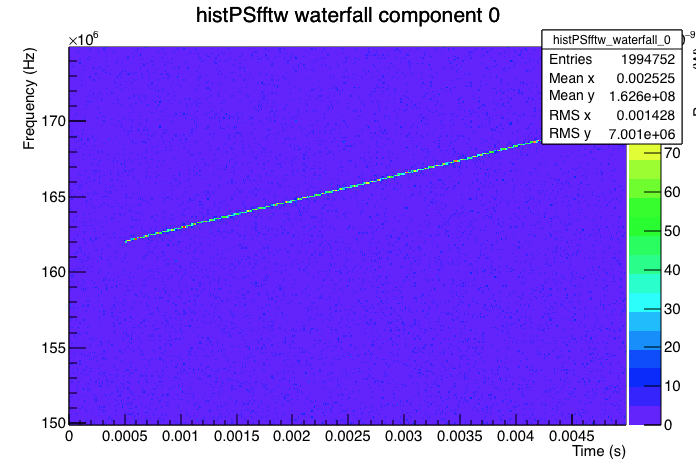 histPSfftw waterfall component 0
×10⁶
histPSfftw_waterfall_0
Entries 1994752
Mean x 0.002525
Mean y 1.626e+08
RMS x 0.001428
RMS y 7.001e+06
Frequency (Hz)
170
165
160
155
150
0 0.0005 0.001 0.0015 0.002 0.0025 0.003 0.0035 0.004 0.0045
Time (s)
70
60
50
40
30
20
10
0